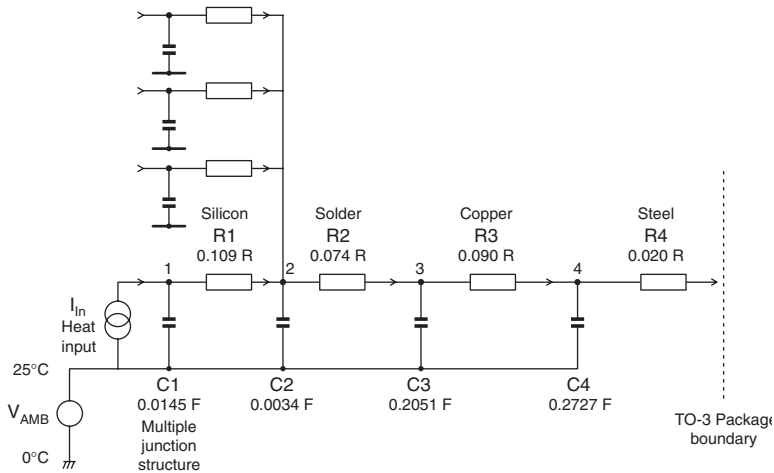 Silicon
R1
0.109 R
Solder
R2
0.074 R
Copper
R3
0.090 R
Steel
R4
0.020 R
1
2
3
4
I In
Heat
input
25°C
V AMB
0°C
C1
0.0145 F
Multiple
junction
structure
C2
0.0034 F
C3
0.2051 F
C4
0.2727 F
TO-3 Package
boundary